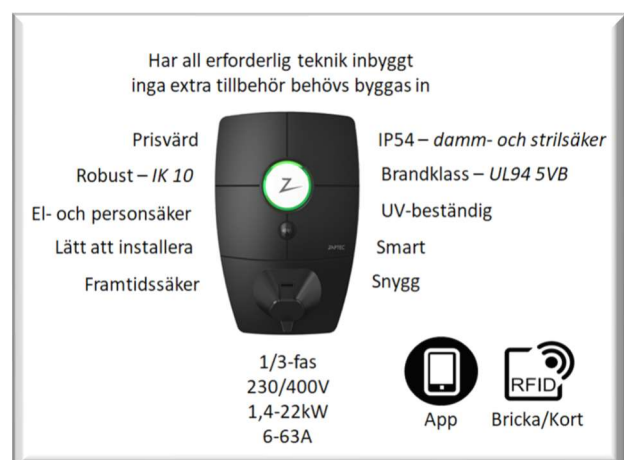 Har all erforderlig teknik inbyggt
inga extra tillbehör behövs byggas in
Prisvärd
Robust – IK 10
El- och personsäker
Lätt att installera
Framtidssäker
IP54 – damm- och strilsäker
Brandklass – UL94 5VB
UV-beständig
Smart
Snygg
ZAPTEC
1/3-fas
230/400V
1,4-22kW
6-63A
App
RFID
Bricka/Kort